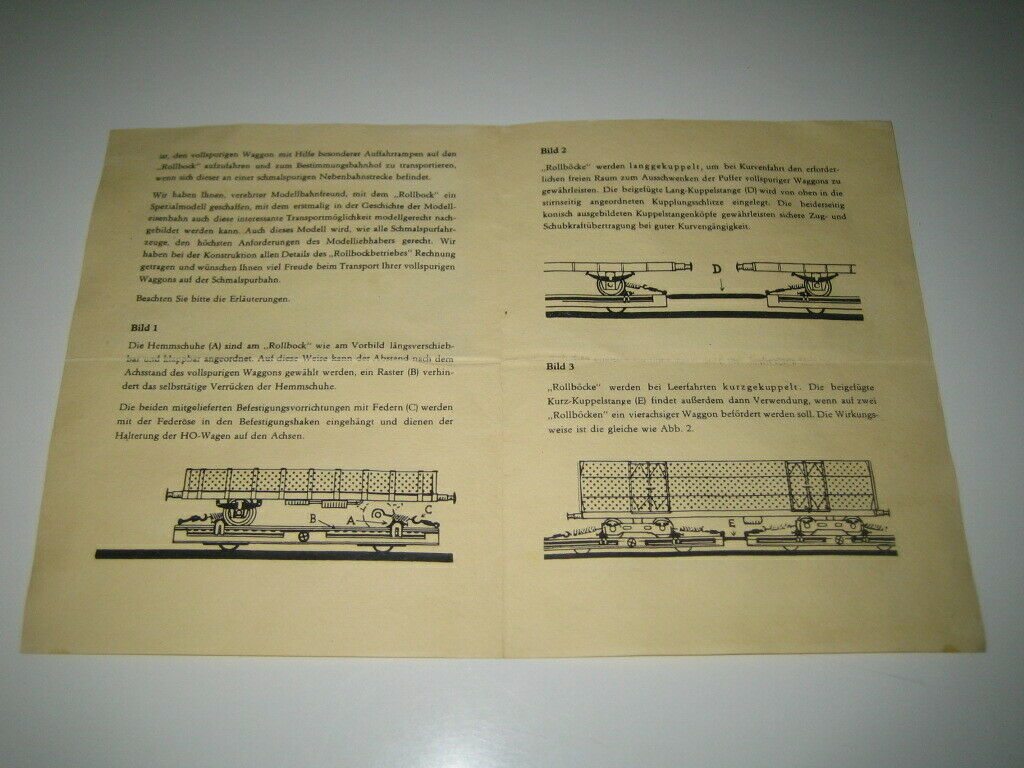 ist, den vollspurigen Waggon mit Hilfe besonderer Auffahrrampen auf den
„Rollbock" aufzufahren und zum Bestimmungsbahnhof zu transportieren,
wenn sich dieser an einer schmalspurigen Nebenbahnstrecke befindet.
Wir haben Ihnen, verehrter Modellbahnfreund, mit dem „Rollbock" ein
Spezialmodell geschaffen, mit dem erstmalig in der Geschichte der Modell-
eisenbahn auch diese interessante Transportmöglichkeit modellgerecht nach-
gebildet werden kann. Auch dieses Modell wird, wie alle Schmalspurfahr-
zeuge, den höchsten Anforderungen des Modelliebhabers gerecht. Wir
haben bei der Konstruktion allen Details des „Rollbockbetriebes" Rechnung
getragen und wünschen Ihnen viel Freude beim Transport Ihrer vollspurigen
Waggons auf der Schmalspurbahn.
Beachten Sie bitte die Erläuterungen.
Bild 1
Die Hemmschuhe (A) sind am „Rollbock" wie am Vorbild längsverschieb-
bar und klappbar angeordnet. Auf diese Weise kann der Abstand nach dem
Achsstand des vollspurigen Waggons gewählt werden, ein Raster (B) verhin-
dert das selbsttätige Verrücken der Hemmschuhe.
Die beiden mitgelieferten Befestigungsvorrichtungen mit Federn (C) werden
mit der Federöse in den Befestigungshaken eingehängt und dienen der
Halterung der HO-Wagen auf den Achsen.
B
A
C
Bild 2
„Rollböcke" werden langgekuppelt, um bei Kurvenfahrt den erforder-
lichen freien Raum zum Ausschwenken der Puffer vollspuriger Waggons zu
gewährleisten. Die beigefügte Lang-Kuppelstange (D) wird von oben in die
stirnseitig angeordneten Kupplungsschlitze eingelegt. Die beiderseitig
konisch ausgebildeten Kuppelstangenköpfe gewährleisten sichere Zug- und
Schubkraftübertragung bei guter Kurvengängigkeit.
D
Bild 3
„Rollböcke" werden bei Leerfahrten kurzgekuppelt. Die beigefügte
Kurz-Kuppelstange (E) findet außerdem dann Verwendung, wenn auf zwei
„Rollböcken" ein vierachsiger Waggon befördert werden soll. Die Wirkungs-
weise ist die gleiche wie Abb. 2.
E